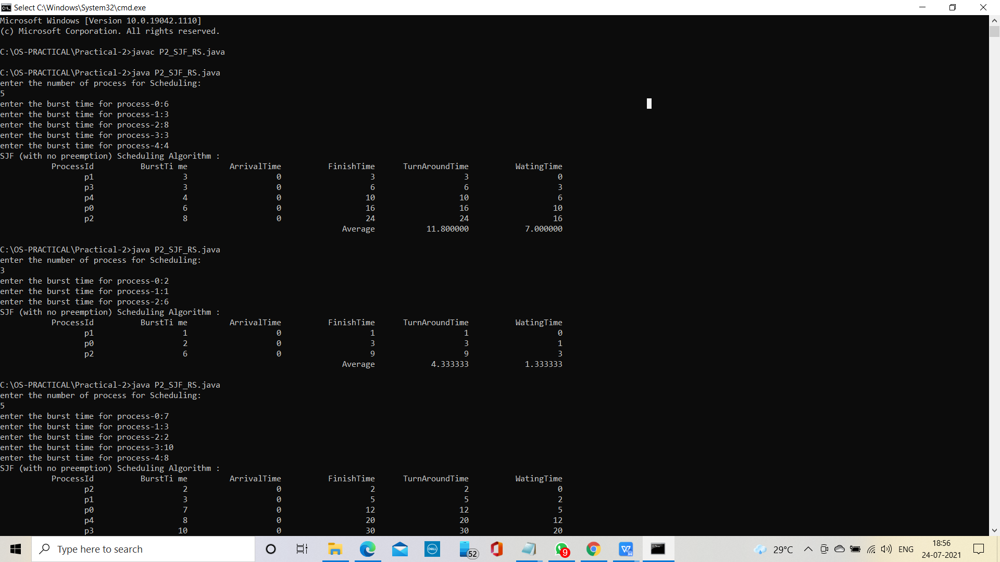 Select C:\Windows\System32\cmd.exe
Microsoft Windows [Version 10.0.19042.1110]
(c) Microsoft Corporation. All rights reserved.
C:\OS-PRACTICAL\Practical-2>javac P2_SJF_RS.java
C:\OS-PRACTICAL\Practical-2>java P2_SJF_RS.java
enter the number of process for Scheduling:
5
enter the burst time for process-0:6
enter the burst time for process-1:3
enter the burst time for process-2:8
enter the burst time for process-3:3
enter the burst time for process-4:4
SJF (with no preemption) Scheduling Algorithm :
ProcessId BurstTi me ArrivalTime FinishTime TurnAroundTime WatingTime
p1 3 0 3 3 0
p3 3 0 6 6 3
p4 4 0 10 10 6
p0 6 0 16 16 10
p2 8 0 24 24 16
Average 11.800000 7.000000
C:\OS-PRACTICAL\Practical-2>java P2_SJF_RS.java
enter the number of process for Scheduling:
3
enter the burst time for process-0:2
enter the burst time for process-1:1
enter the burst time for process-2:6
SJF (with no preemption) Scheduling Algorithm :
ProcessId BurstTi me ArrivalTime FinishTime TurnAroundTime WatingTime
p1 1 0 1 1 0
p0 2 0 3 3 1
p2 6 0 9 9 3
Average 4.333333 1.333333
C:\OS-PRACTICAL\Practical-2>java P2_SJF_RS.java
enter the number of process for Scheduling:
5
enter the burst time for process-0:7
enter the burst time for process-1:3
enter the burst time for process-2:2
enter the burst time for process-3:10
enter the burst time for process-4:8
SJF (with no preemption) Scheduling Algorithm :
ProcessId BurstTi me ArrivalTime FinishTime TurnAroundTime WatingTime
p2 2 0 2 2 0
p1 3 0 5 5 2
p0 7 0 12 12 5
p4 8 0 20 20 12
p3 10 0 30 30 20
Type here to search DELL 52 9 W 29°C ENG 18:56
24-07-2021